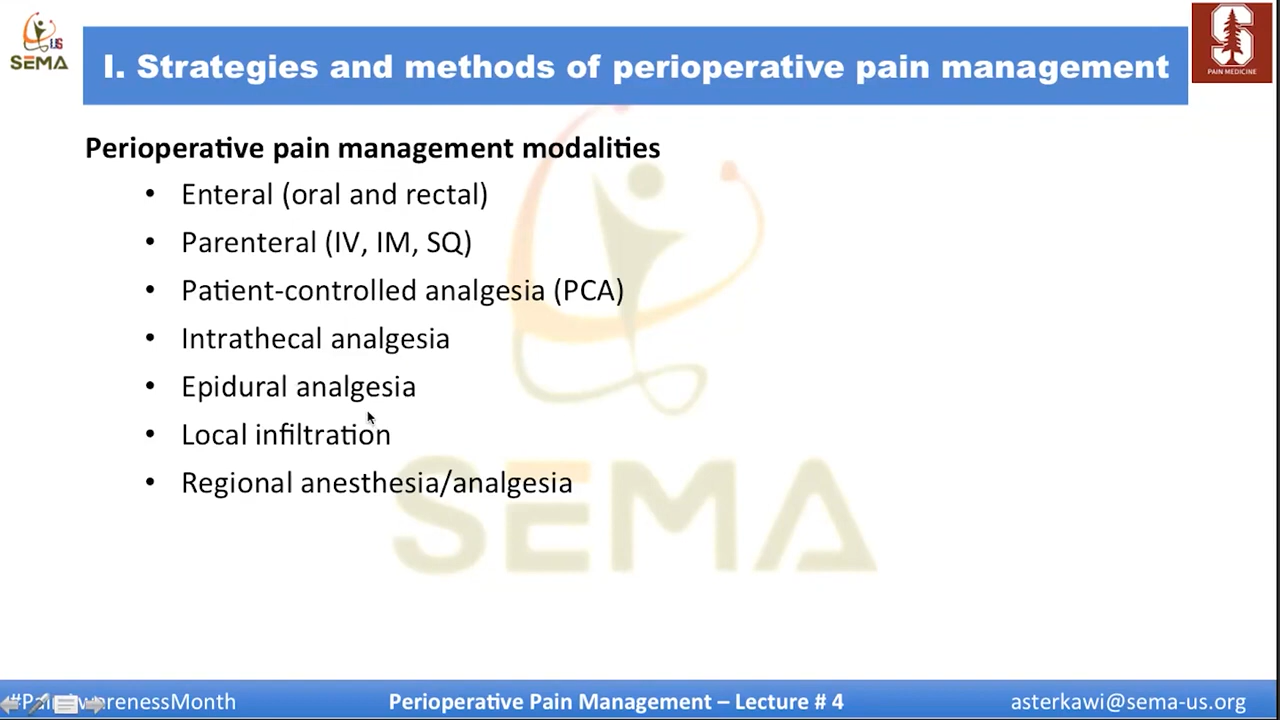 US
SEMA
I. Strategies and methods of perioperative pain management
S
PAIN MEDICINE
Perioperative pain management modalities
• Enteral (oral and rectal)
• Parenteral (IV, IM, SQ)
• Patient-controlled analgesia (PCA)
• Intrathecal analgesia
• Epidural analgesia
• Local infiltration
• Regional anesthesia/analgesia
SEMA
#PainAwarenessMonth
Perioperative Pain Management – Lecture # 4
asterkawi@sema-us.org